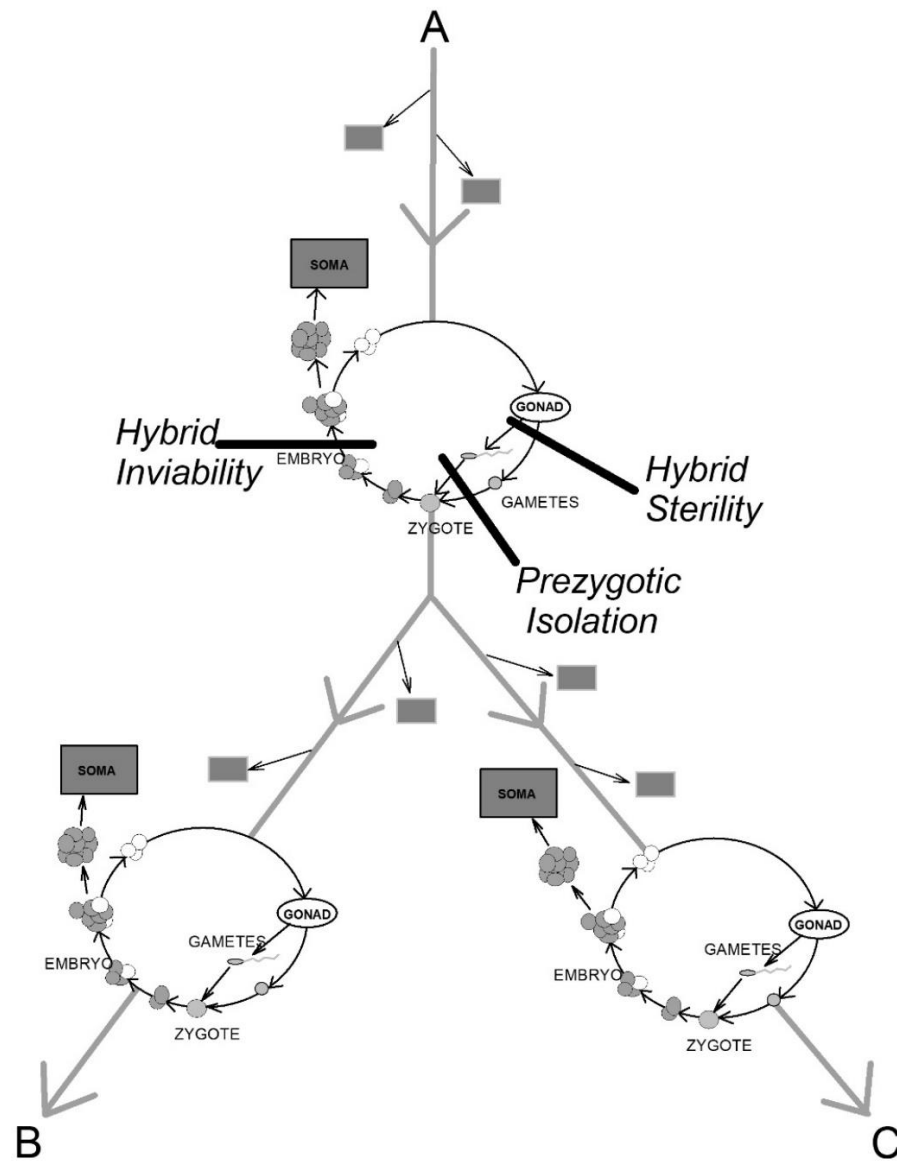 A
SOMA
GONAD
Hybrid
Inviability
EMBRYO
Hybrid
Sterility
GAMETES
ZYGOTE
Prezygotic
Isolation
SOMA
SOMA
GONAD
GAMETES
EMBRYO
ZYGOTE
GONAD
GAMETES
EMBRYO
ZYGOTE
B
C